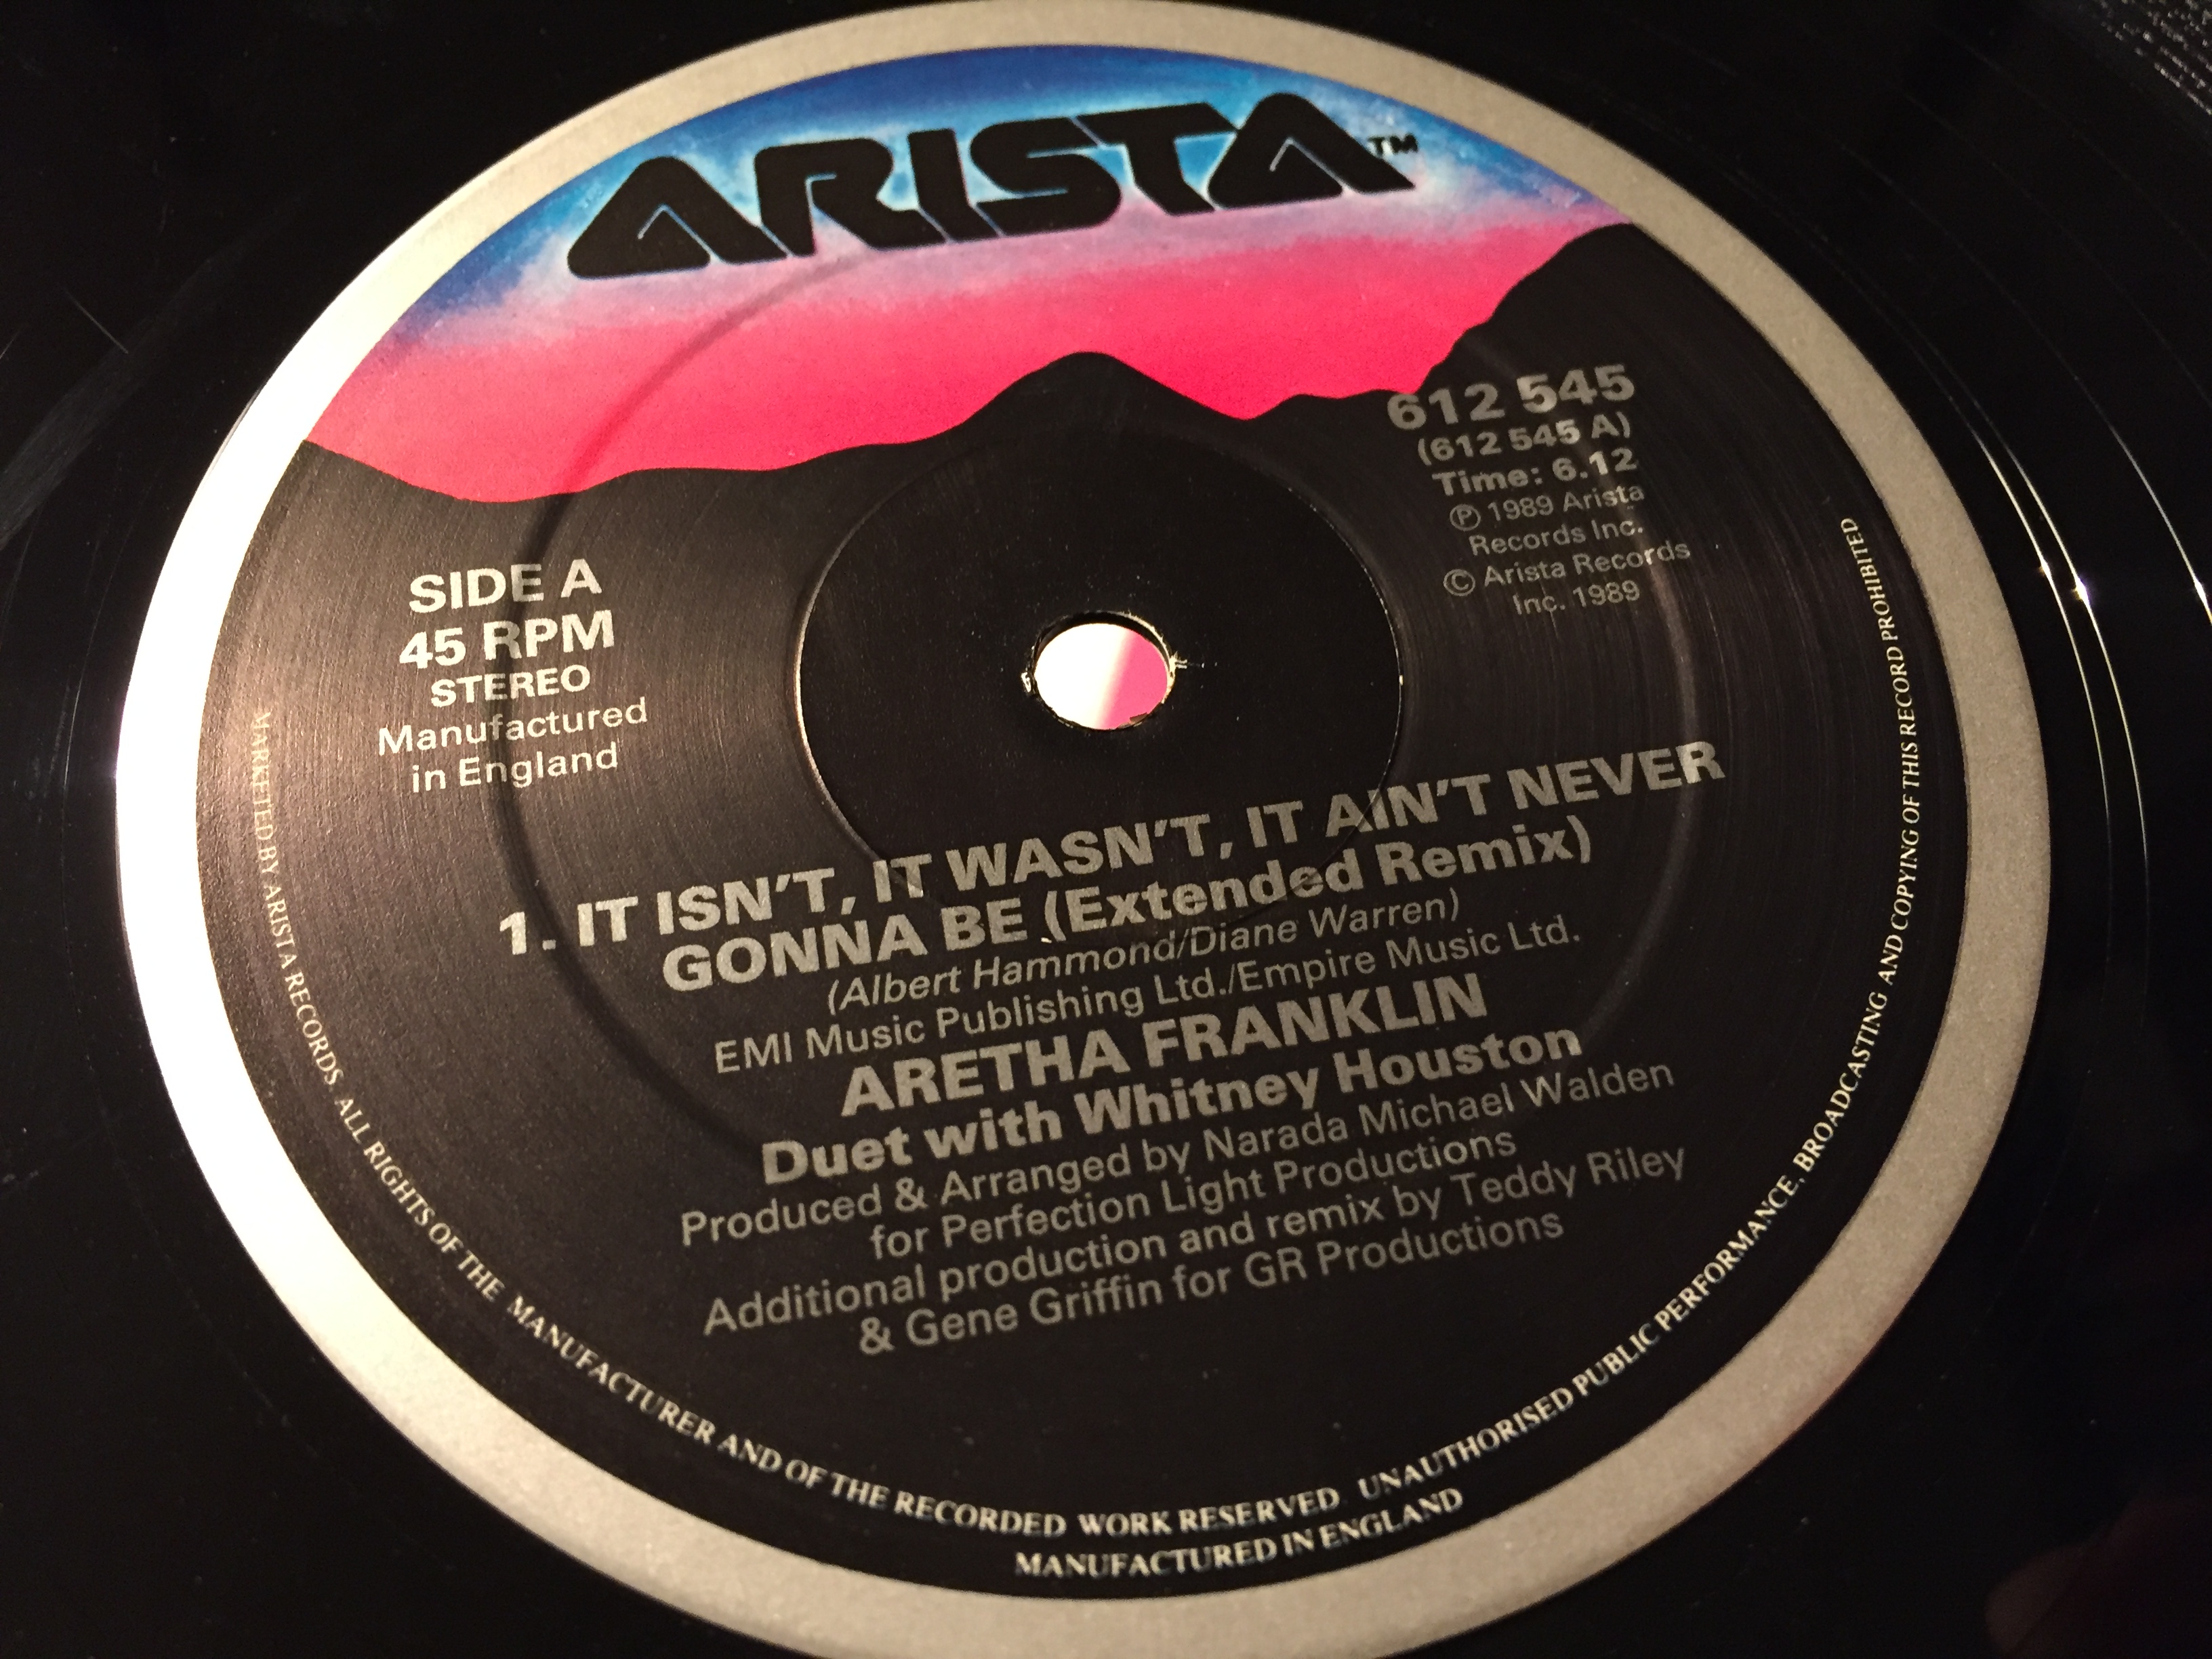 ARISTA™
612 545
(612 545 A)
Time: 6.12
℗ 1989 Arista
Records Inc.
© Arista Records
Inc. 1989
SIDE A
45 RPM
STEREO
Manufactured
in England
1. IT ISN'T, IT WASN'T, IT AIN'T NEVER
GONNA BE (Extended Remix)
(Albert Hammond/Diane Warren)
EMI Music Publishing Ltd./Empire Music Ltd.
ARETHA FRANKLIN
Duet with Whitney Houston
Produced & Arranged by Narada Michael Walden
for Perfection Light Productions
Additional production and remix by Teddy Riley
& Gene Griffin for GR Productions
MARKETED BY ARISTA RECORDS. ALL RIGHTS OF THE MANUFACTURER AND OF THE RECORDED WORK RESERVED. UNAUTHORISED PUBLIC PERFORMANCE, BROADCASTING AND COPYING OF THIS RECORD PROHIBITED
MANUFACTURED IN ENGLAND